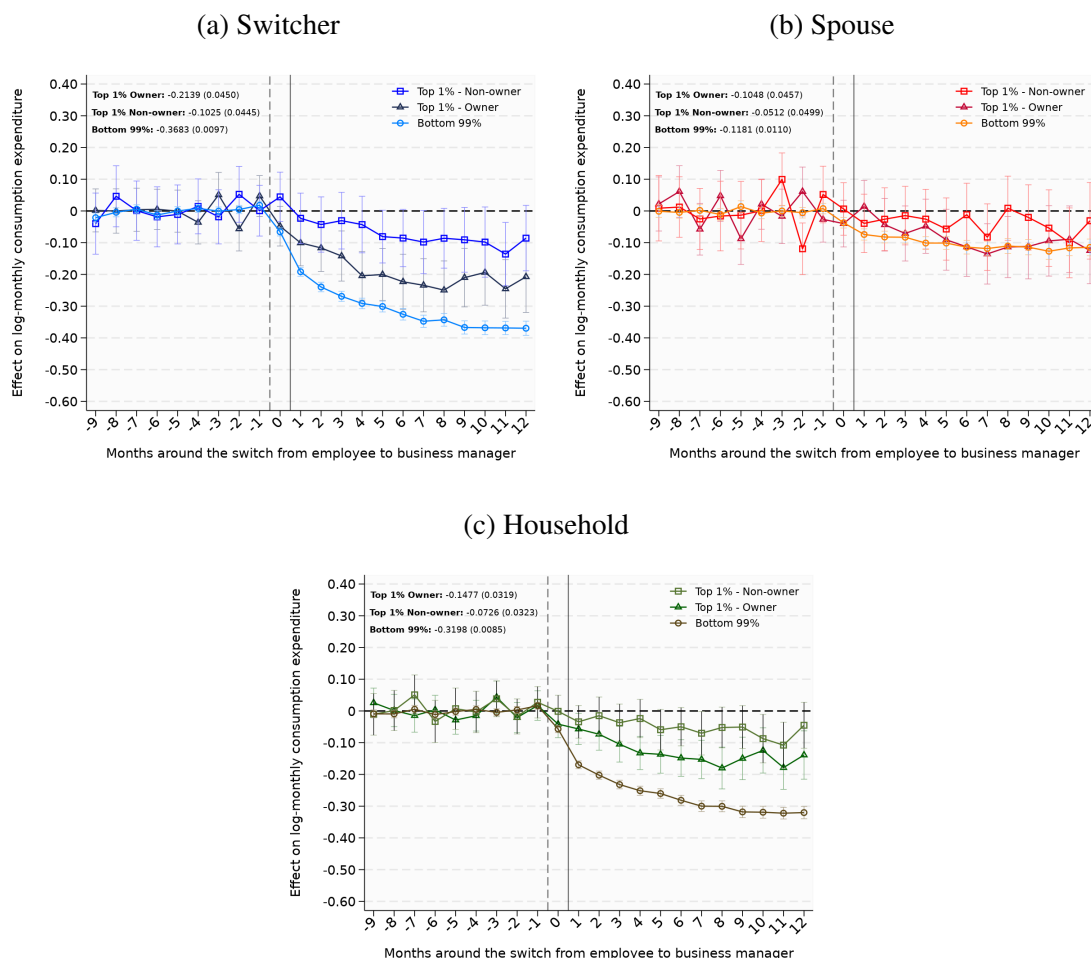 (a) Switcher
Effect on log-monthly consumption expenditure
0.40
0.30
0.20
0.10
0
-0.10
-0.20
-0.30
-0.40
-0.50
-0.60
Top 1% Owner: -0.2139 (0.0450)
Top 1% Non-owner: -0.1025 (0.0445)
Bottom 99%: -0.3683 (0.0097)
Top 1% - Non-owner
Top 1% - Owner
Bottom 99%
-9 -8 -7 -6 -5 -4 -3 -2 -1 0 1 2 3 4 5 6 7 8 9 10 11 12
Months around the switch from employee to business manager
(b) Spouse
Effect on log-monthly consumption expenditure
0.40
0.30
0.20
0.10
0
-0.10
-0.20
-0.30
-0.40
-0.50
-0.60
Top 1% Owner: -0.1048 (0.0457)
Top 1% Non-owner: -0.0512 (0.0499)
Bottom 99%: -0.1181 (0.0110)
Top 1% - Non-owner
Top 1% - Owner
Bottom 99%
-9 -8 -7 -6 -5 -4 -3 -2 -1 0 1 2 3 4 5 6 7 8 9 10 11 12
Months around the switch from employee to business manager
(c) Household
Effect on log-monthly consumption expenditure
0.40
0.30
0.20
0.10
0
-0.10
-0.20
-0.30
-0.40
-0.50
-0.60
Top 1% Owner: -0.1477 (0.0319)
Top 1% Non-owner: -0.0726 (0.0323)
Bottom 99%: -0.3198 (0.0085)
Top 1% - Non-owner
Top 1% - Owner
Bottom 99%
-9 -8 -7 -6 -5 -4 -3 -2 -1 0 1 2 3 4 5 6 7 8 9 10 11 12
Months around the switch from employee to business manager